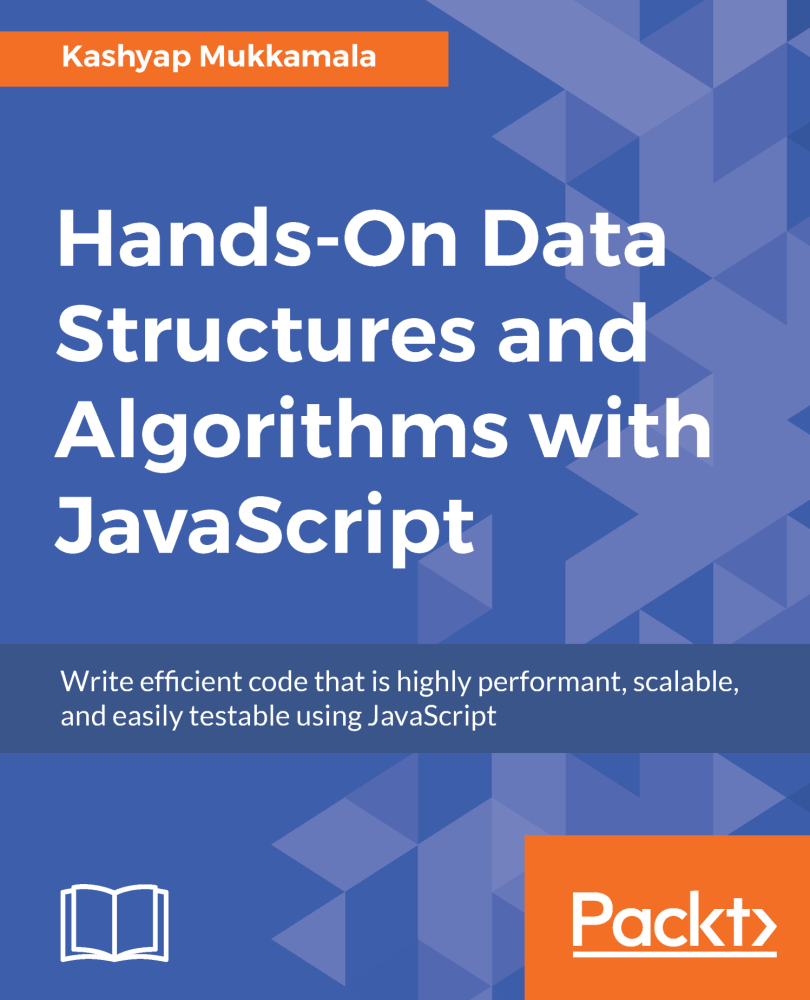 Kashyap Mukkamala
Hands-On Data
Structures and
Algorithms with
JavaScript
Write efficient code that is highly performant, scalable,
and easily testable using JavaScript
Packt>